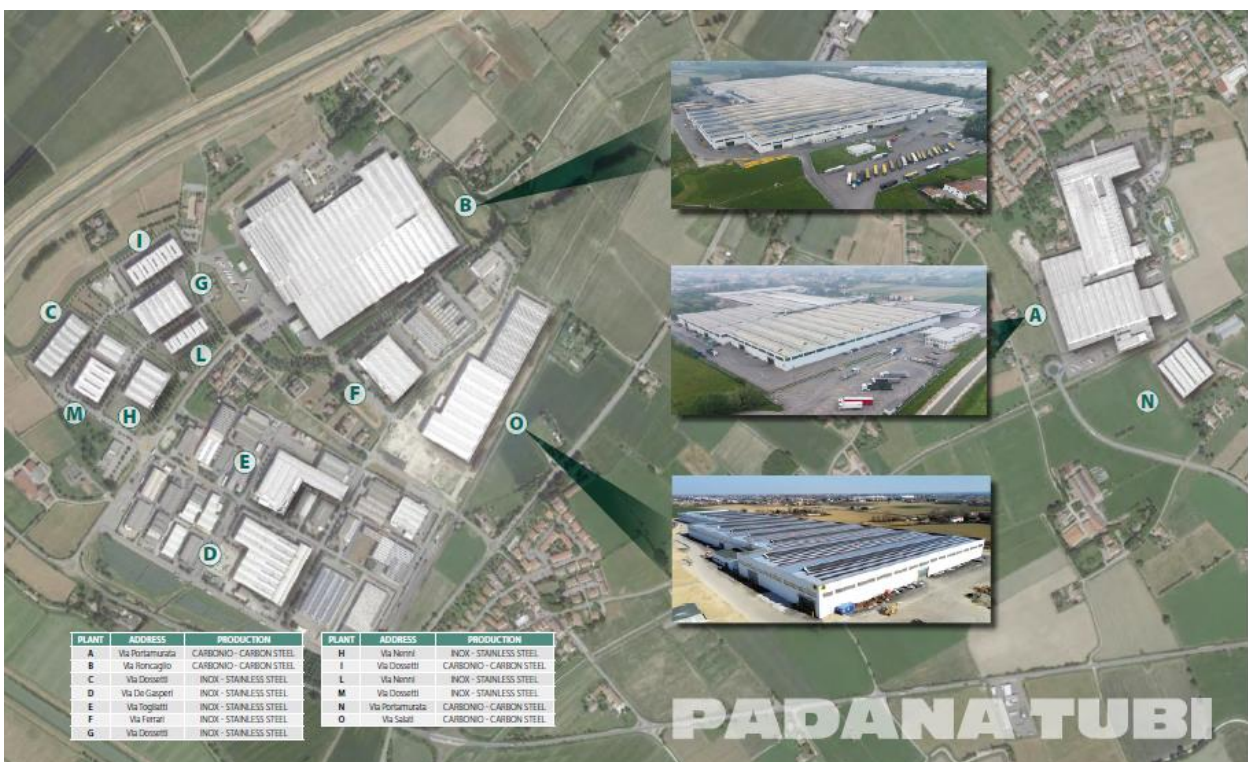 B
I
G
C
A
L
F
M
H
N
O
E
D
PLANT ADDRESS PRODUCTION
A Via Portamurata CARBONIO - CARBON STEEL
B Via Roncaglio CARBONIO - CARBON STEEL
C Via Dossetti INOX - STAINLESS STEEL
D Via De Gasperi INOX - STAINLESS STEEL
E Via Togliatti INOX - STAINLESS STEEL
F Via Ferrari INOX - STAINLESS STEEL
G Via Dossetti INOX - STAINLESS STEEL
PLANT ADDRESS PRODUCTION
H Via Nenni INOX - STAINLESS STEEL
I Via Dossetti CARBONIO - CARBON STEEL
L Via Nenni INOX - STAINLESS STEEL
M Via Dossetti INOX - STAINLESS STEEL
N Via Portamurata CARBONIO - CARBON STEEL
O Via Salati CARBONIO - CARBON STEEL
PADANA TUBI